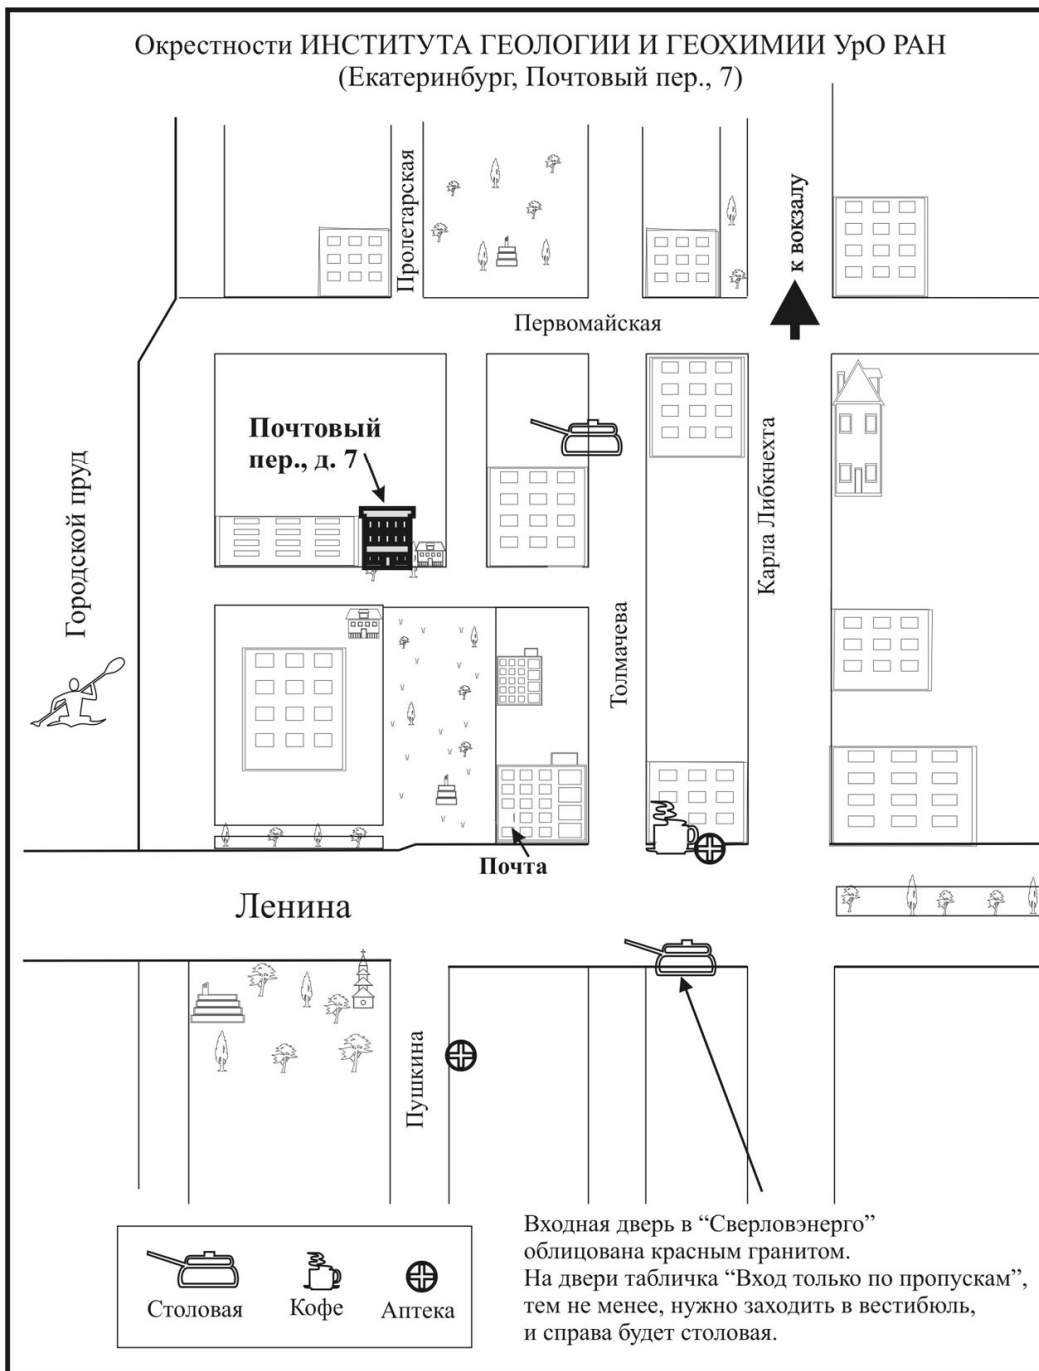 Окрестности ИНСТИТУТА ГЕОЛОГИИ И ГЕОХИМИИ УрО РАН
(Екатеринбург, Почтовый пер., 7)
Пролетарская
к вокзалу
Первомайская
Почтовый
пер., д. 7
Городской пруд
Карла Либкнехта
Толмачева
Почта
Ленина
Пушкина
Входная дверь в “Сверловэнерго”
облицована красным гранитом.
На двери табличка “Вход только по пропускам”,
тем не менее, нужно заходить в вестибюль,
и справа будет столовая.
Столовая
Кофе
Аптека